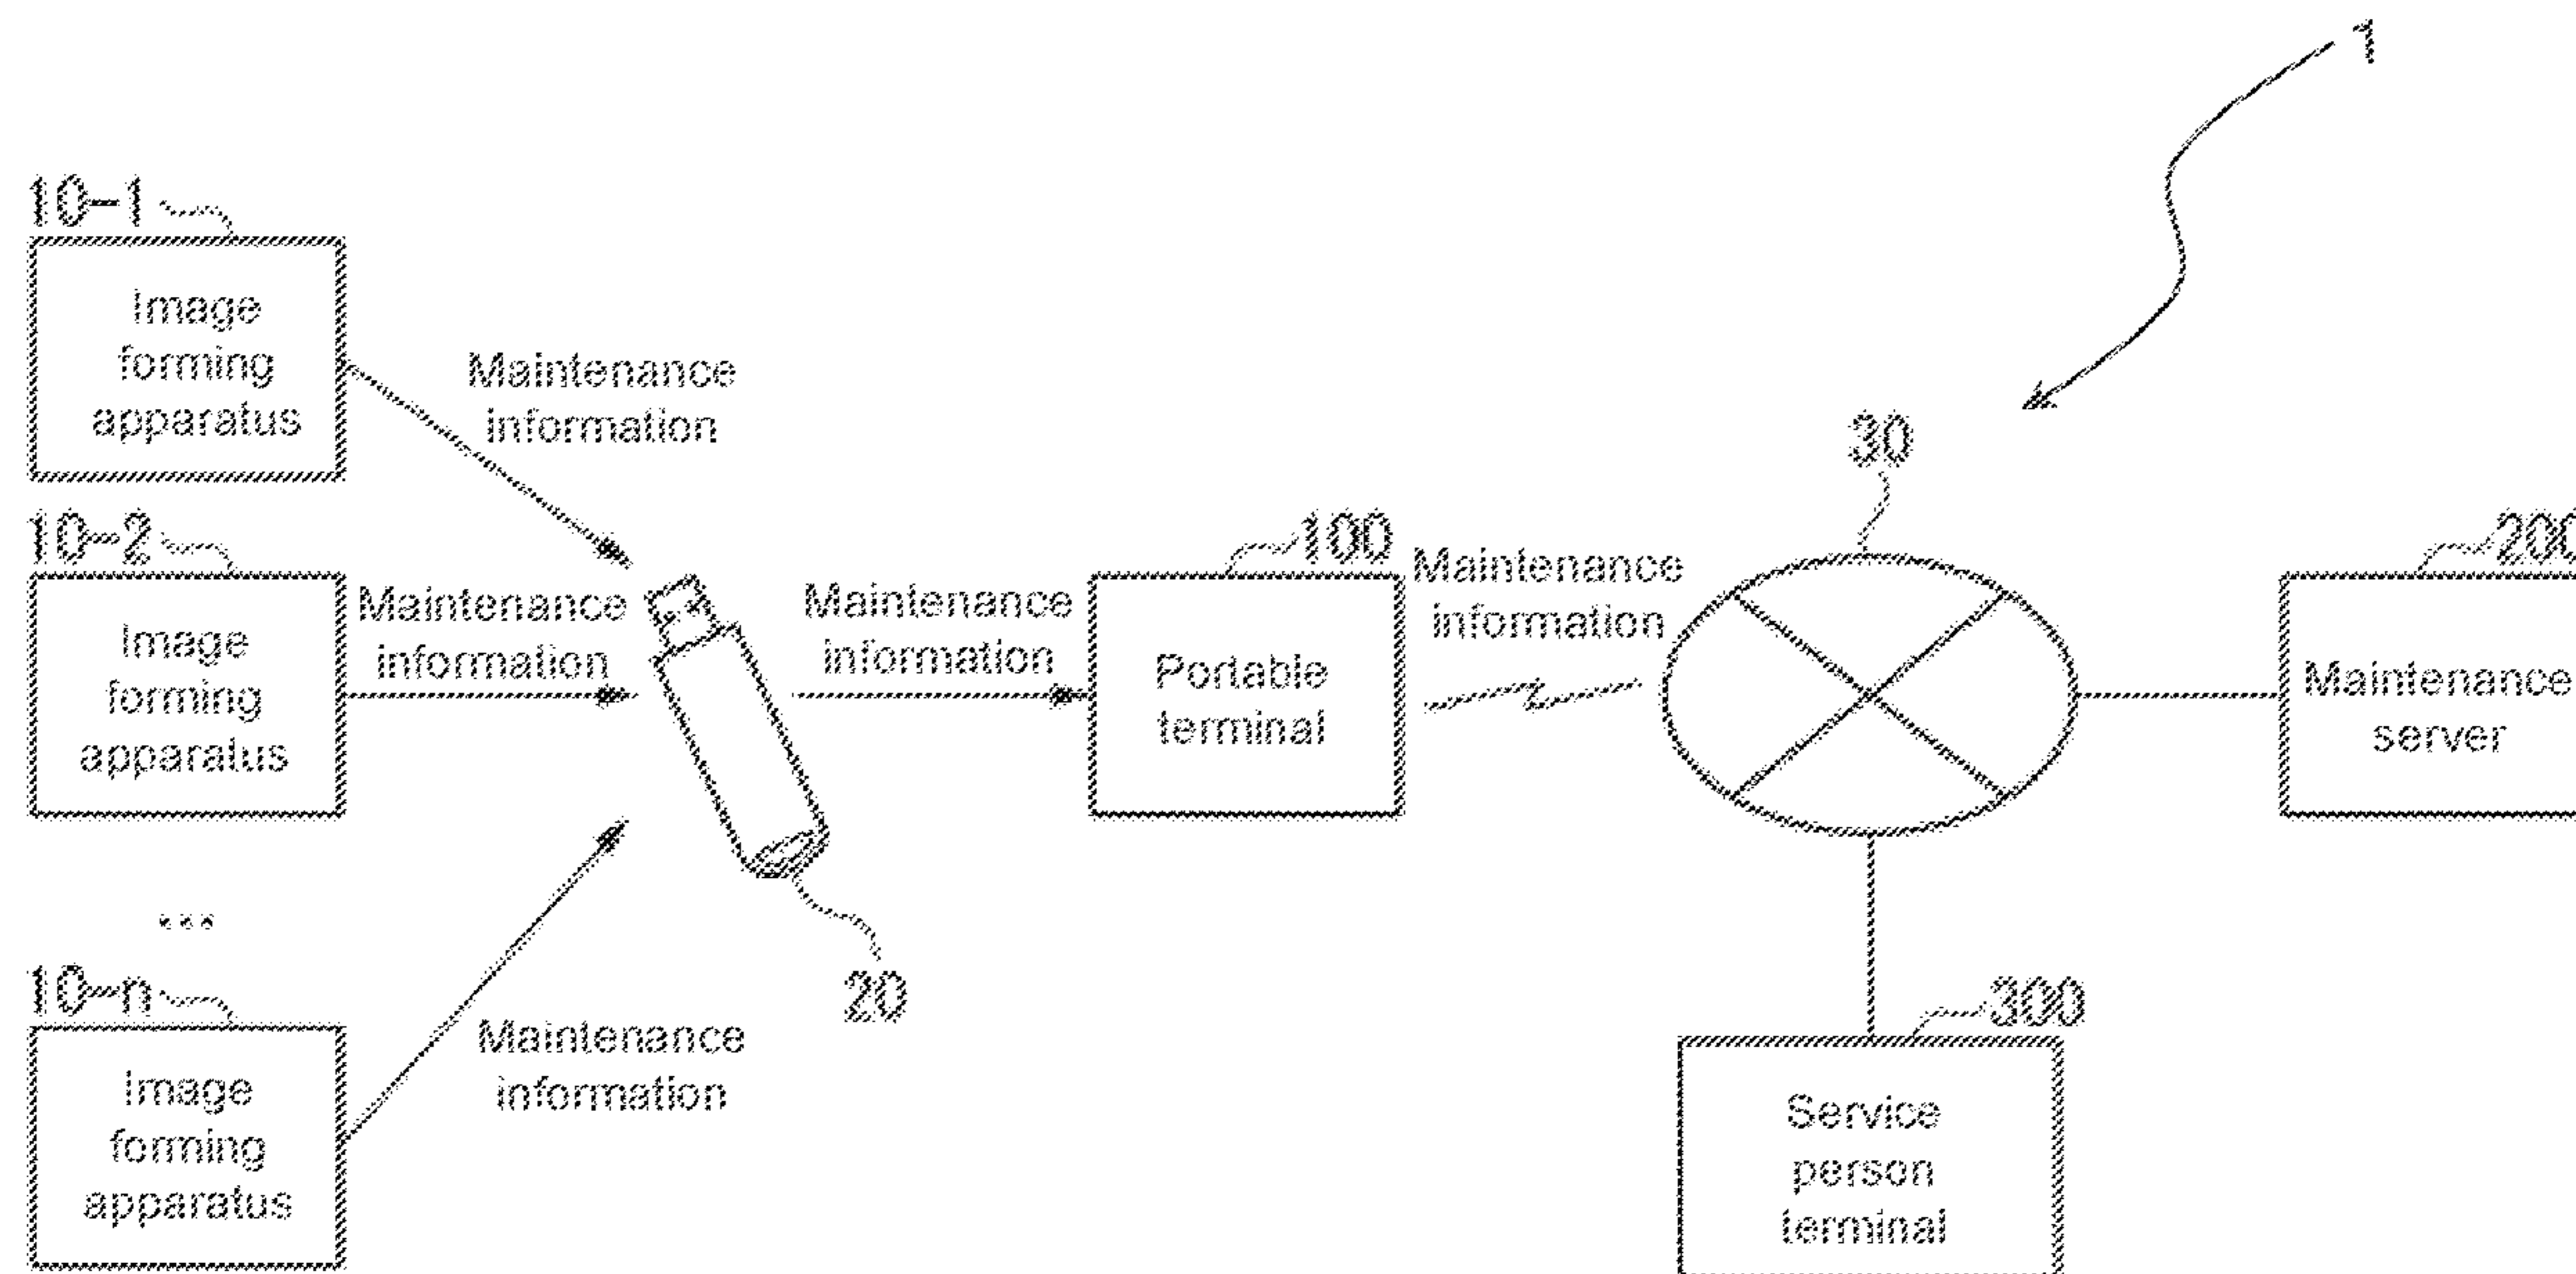 1
10-1
Image
forming
apparatus
Maintenance
information
30
10-2
Image
forming
apparatus
Maintenance
information
Maintenance
information
100
Portable
terminal
Maintenance
information
200
Maintenance
server
...
20
10-n
Image
forming
apparatus
Maintenance
information
300
Service
person
terminal